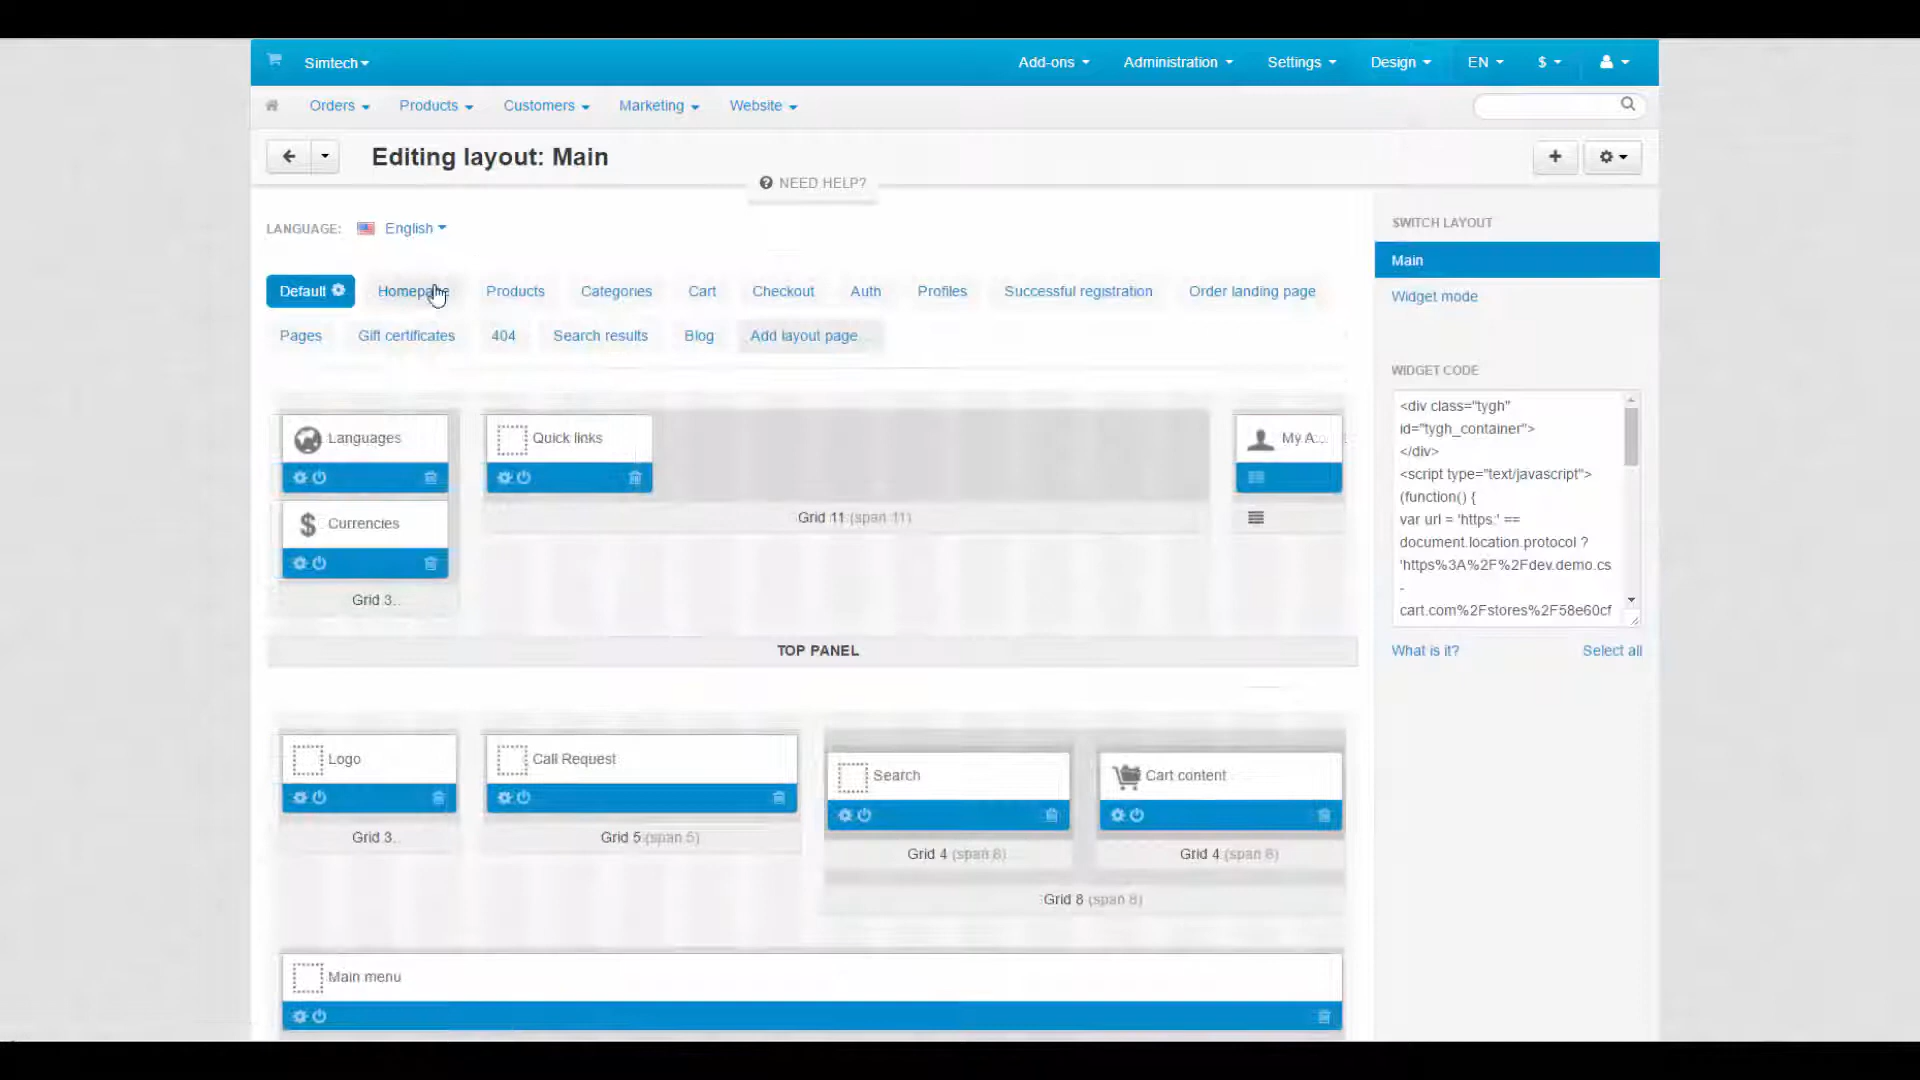 Simtech Add-ons Administration Settings Design EN $
Orders Products Customers Marketing Website
Editing layout: Main
NEED HELP?
LANGUAGE: English
Default Homepage Products Categories Cart Checkout Auth Profiles Successful registration Order landing page
Pages Gift certificates 404 Search results Blog Add layout page
SWITCH LAYOUT
Main
Widget mode
WIDGET CODE
<div class="tygh"
id="tygh_container">
</div>
<script type="text/javascript">
(function() {
var url = 'https:' ==
document.location.protocol ?
'https%3A%2F%2Fdev.demo.cs
-
cart.com%2Fstores%2F58e60cf
What is it? Select all
Languages Quick links My A...
Currencies
Grid 11 (span 11)
Grid 3..
TOP PANEL
Logo Call Request Search Cart content
Grid 3.. Grid 5 (span 5) Grid 4 (span 8) Grid 4 (span 8)
Grid 8 (span 8)
Main menu